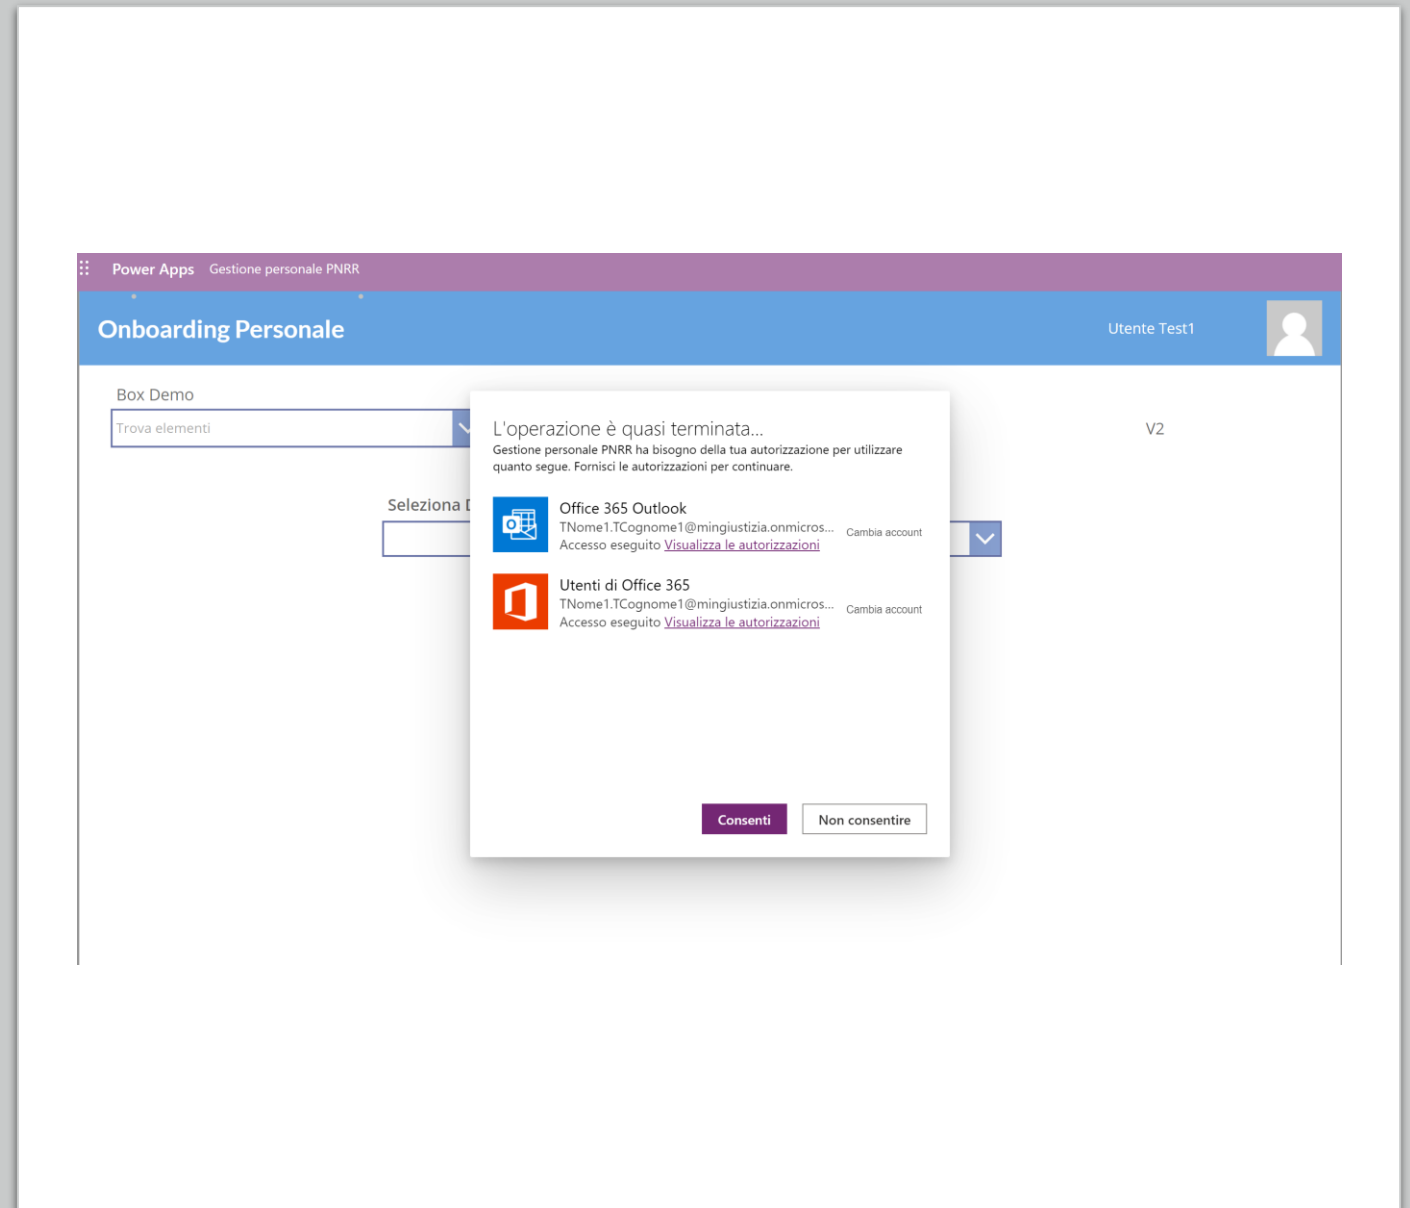 Power Apps Gestione personale PNRR
Onboarding Personale
Utente Test1
Box Demo
Trova elementi
V2
Seleziona
L'operazione è quasi terminata...
Gestione personale PNRR ha bisogno della tua autorizzazione per utilizzare
quanto segue. Fornisci le autorizzazioni per continuare.
Office 365 Outlook
TNome1.TCognome1@mingiustizia.onmicros...
Cambia account
Accesso eseguito Visualizza le autorizzazioni
Utenti di Office 365
TNome1.TCognome1@mingiustizia.onmicros...
Cambia account
Accesso eseguito Visualizza le autorizzazioni
Consenti
Non consentire